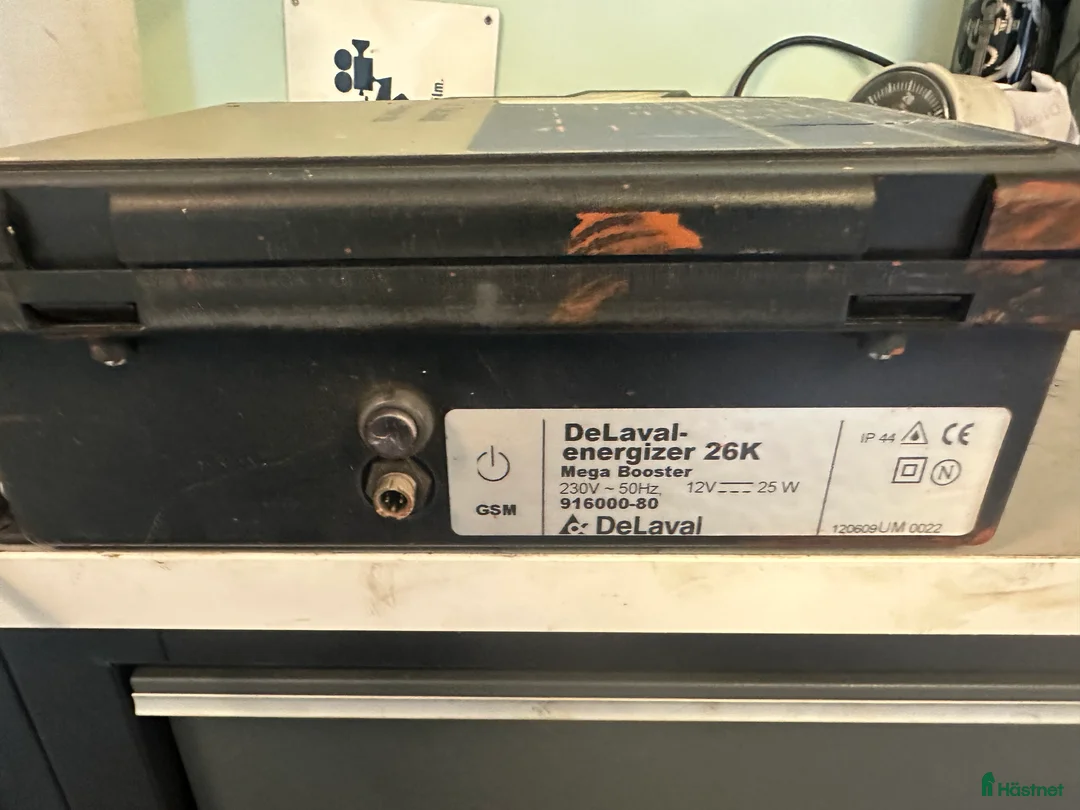 lm.
DeLaval-
energizer 26K
Mega Booster
230V ~ 50Hz, 12V 25 W
916000-80
DeLaval
GSM
IP 44 CE
N
120609UM 0022
Hästnet